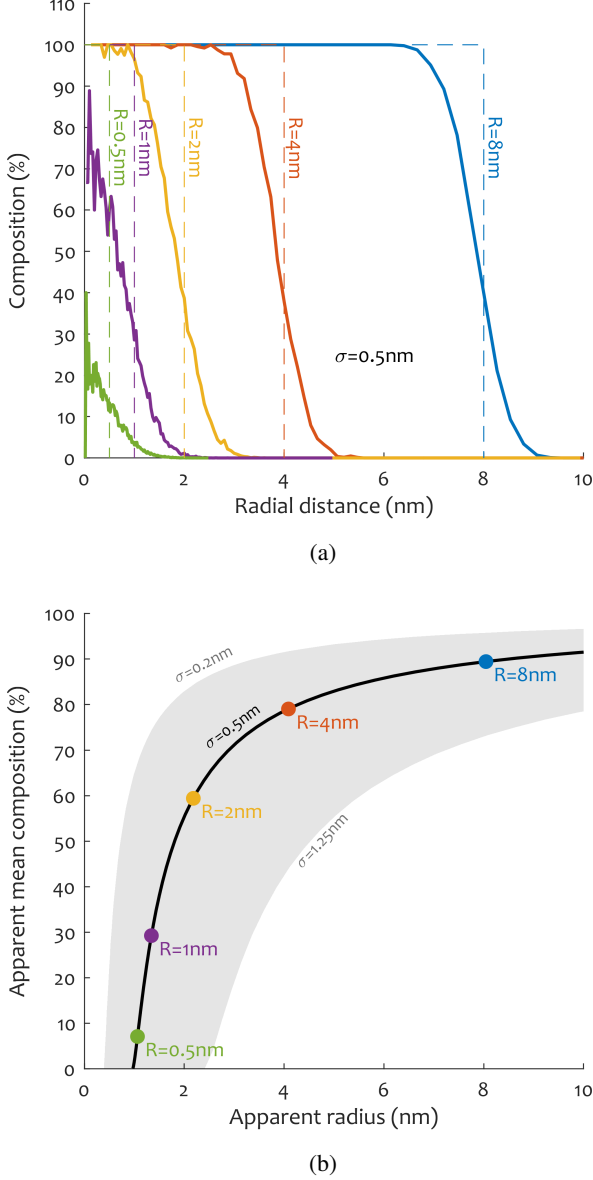 110
100
90
80
70
60
50
40
30
20
10
0
Composition (%)
R=0.5nm
R=1nm
R=2nm
R=4nm
R=8nm
σ=0.5nm
0 2 4 6 8 10
Radial distance (nm)
(a)
100
90
80
70
60
50
40
30
20
10
0
Apparent mean composition (%)
σ=0.2nm
σ=0.5nm
σ=1.25nm
R=8nm
R=4nm
R=2nm
R=1nm
R=0.5nm
0 2 4 6 8 10
Apparent radius (nm)
(b)